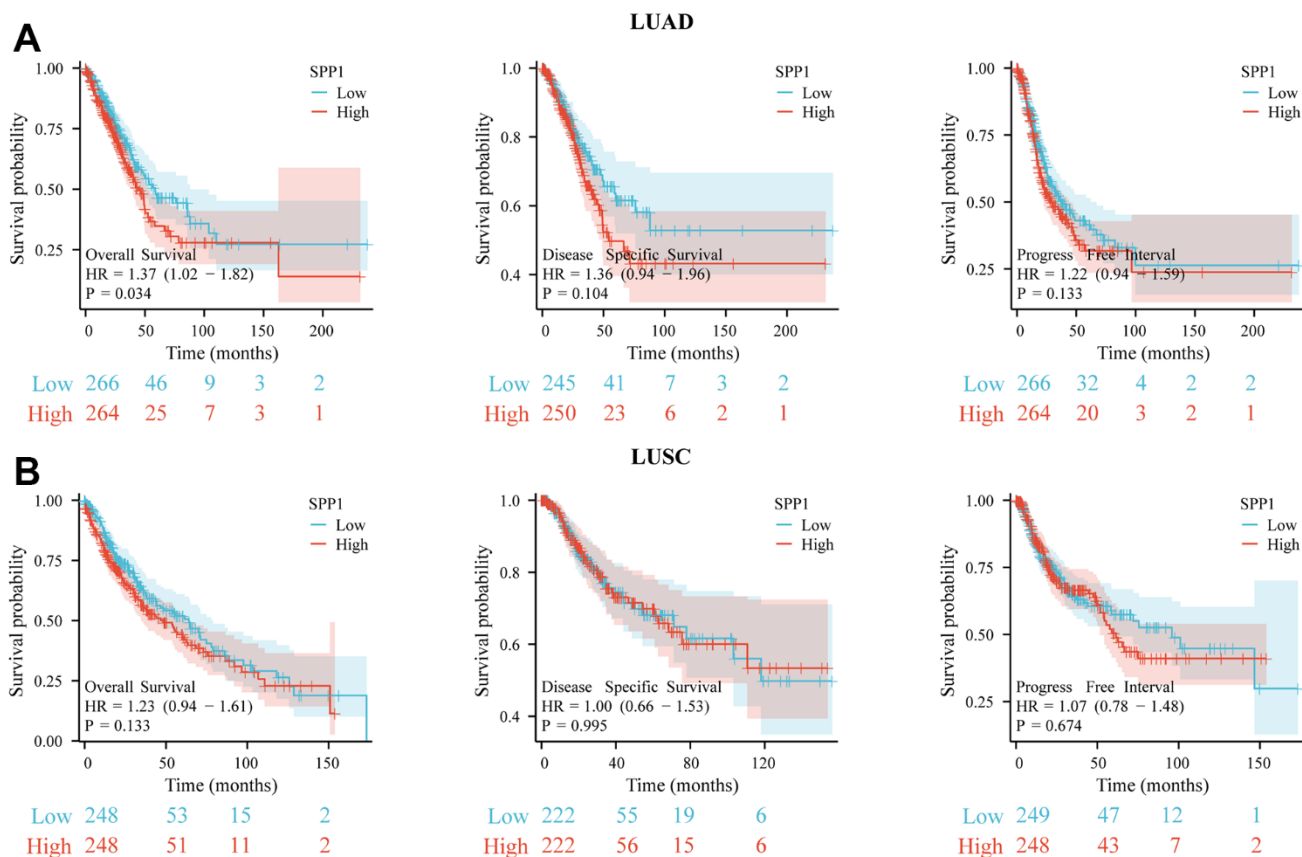 A
LUAD
Survival probability
1.00
0.75
0.50
0.25
SPP1
Low
High
Overall Survival
HR = 1.37 (1.02 − 1.82)
P = 0.034
0 50 100 150 200
Time (months)
Low 266 46 9 3 2
High 264 25 7 3 1
Survival probability
1.0
0.8
0.6
0.4
SPP1
Low
High
Disease Specific Survival
HR = 1.36 (0.94 − 1.96)
P = 0.104
0 50 100 150 200
Time (months)
Low 245 41 7 3 2
High 250 23 6 2 1
Survival probability
1.00
0.75
0.50
0.25
SPP1
Low
High
Progress Free Interval
HR = 1.22 (0.94 − 1.59)
P = 0.133
0 50 100 150 200
Time (months)
Low 266 32 4 2 2
High 264 20 3 2 1
B
LUSC
Survival probability
1.00
0.75
0.50
0.25
0.00
SPP1
Low
High
Overall Survival
HR = 1.23 (0.94 − 1.61)
P = 0.133
0 50 100 150
Time (months)
Low 248 53 15 2
High 248 51 11 2
Survival probability
1.0
0.8
0.6
0.4
SPP1
Low
High
Disease Specific Survival
HR = 1.00 (0.66 − 1.53)
P = 0.995
0 40 80 120
Time (months)
Low 222 55 19 6
High 222 56 15 6
Survival probability
1.00
0.75
0.50
0.25
SPP1
Low
High
Progress Free Interval
HR = 1.07 (0.78 − 1.48)
P = 0.674
0 50 100 150
Time (months)
Low 249 47 12 1
High 248 43 7 2